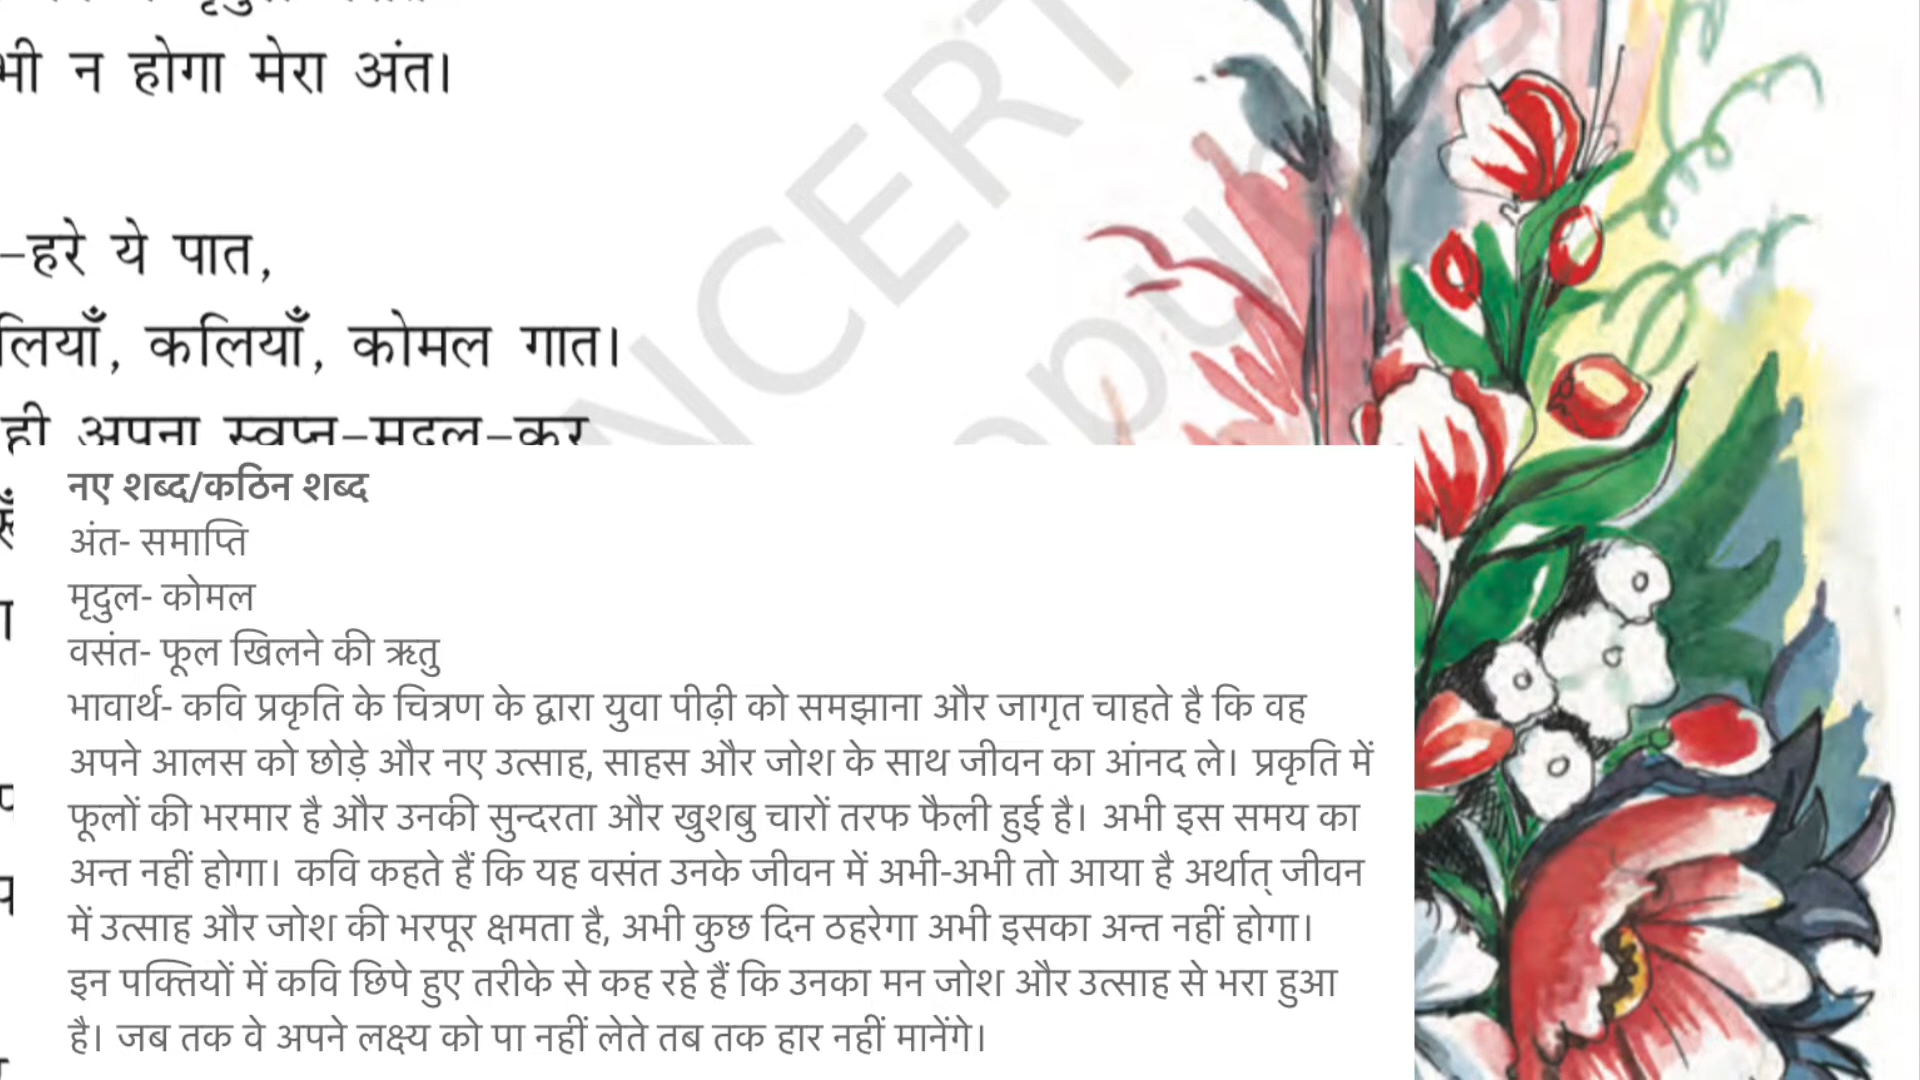 भी न होगा मेरा अंत।
NCERT
-हरे ये पात,
लियाँ, कलियाँ, कोमल गात।
ही अपना स्वप्न-मृदुल-कर
नए शब्द/कठिन शब्द
अंत- समाप्ति
मृदुल- कोमल
वसंत- फूल खिलने की ऋतु
भावार्थ- कवि प्रकृति के चित्रण के द्वारा युवा पीढ़ी को समझाना और जागृत चाहते है कि वह
अपने आलस को छोड़े और नए उत्साह, साहस और जोश के साथ जीवन का आंनद ले। प्रकृति में
फूलों की भरमार है और उनकी सुन्दरता और खुशबु चारों तरफ फैली हुई है। अभी इस समय का
अन्त नहीं होगा। कवि कहते हैं कि यह वसंत उनके जीवन में अभी-अभी तो आया है अर्थात् जीवन
में उत्साह और जोश की भरपूर क्षमता है, अभी कुछ दिन ठहरेगा अभी इसका अन्त नहीं होगा।
इन पक्तियों में कवि छिपे हुए तरीके से कह रहे हैं कि उनका मन जोश और उत्साह से भरा हुआ
है। जब तक वे अपने लक्ष्य को पा नहीं लेते तब तक हार नहीं मानेंगे।